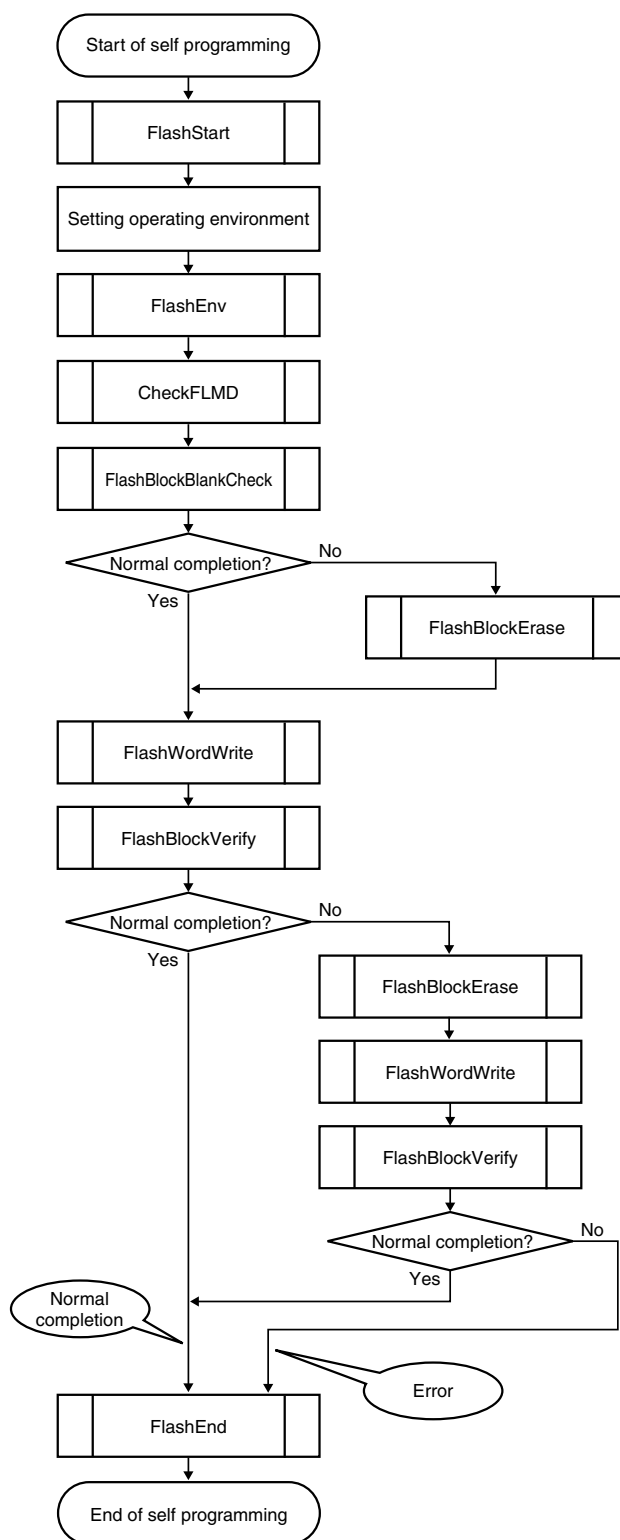 Start of self programming
FlashStart
Setting operating environment
FlashEnv
CheckFLMD
FlashBlockBlankCheck
Normal completion?
No
Yes
FlashBlockErase
FlashWordWrite
FlashBlockVerify
Normal completion?
No
Yes
FlashBlockErase
FlashWordWrite
FlashBlockVerify
Normal completion?
No
Yes
Normal
completion
Error
FlashEnd
End of self programming